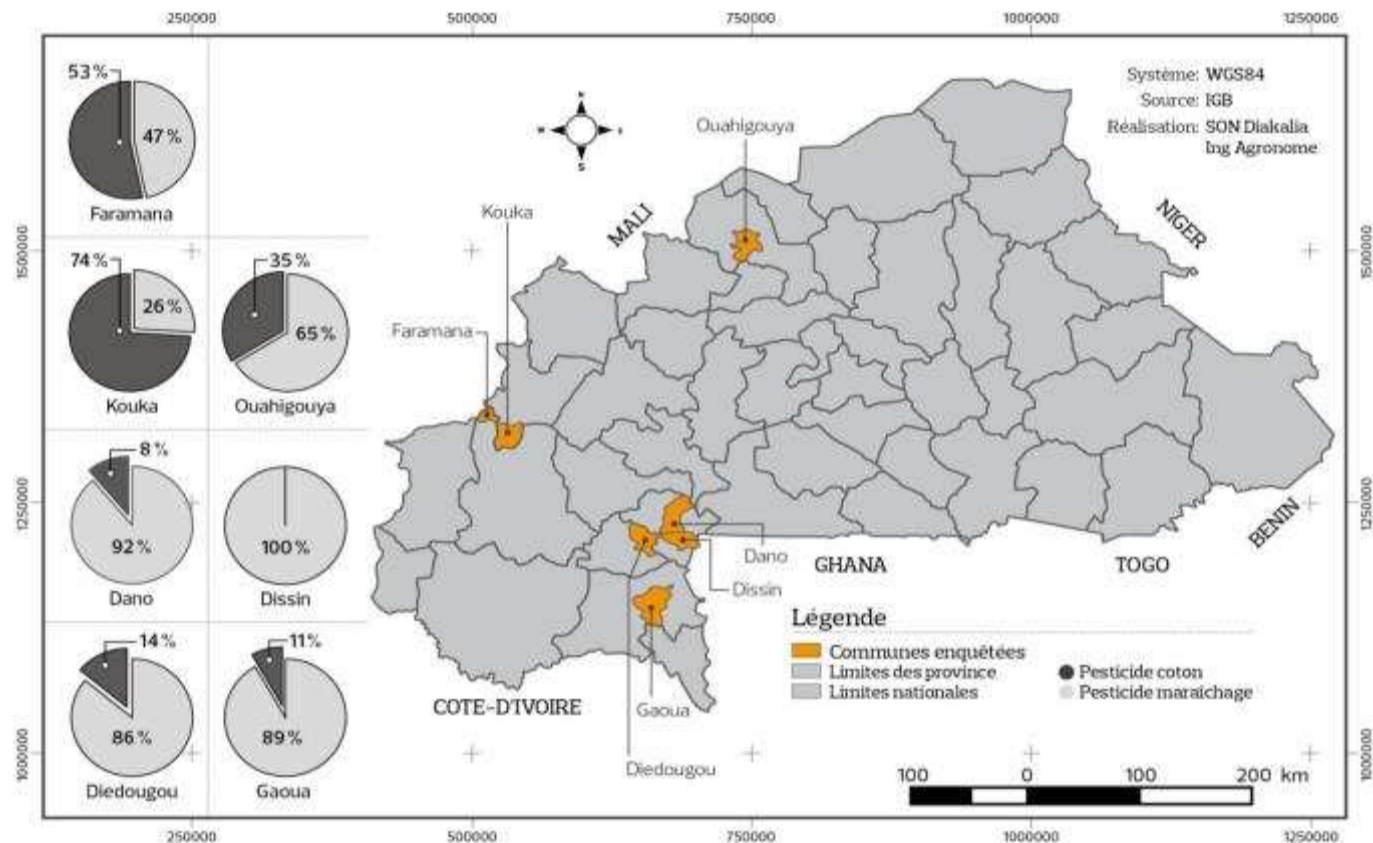 250000
500000
750000
1000000
1250000
53 %
47 %
Faramana
74 %
26 %
Kouka
35 %
65 %
Ouahigouya
8 %
92 %
Dano
100 %
Dissin
14 %
86 %
Diedougou
11 %
89 %
Gaoua
N
W
E
S
Système: WGS84
Source: IGB
Réalisation: SON Diakalia
Ing Agronome
Ouahigouya
Kouka
MALI
NIGER
Faramana
Dano
Dissin
GHANA
TOGO
BENIN
COTE-D'IVOIRE
Gaoua
Diedougou
Légende
Communes enquêtées
Limites des province
Limites nationales
Pesticide coton
Pesticide maraichage
100
0
100
200 km
1500000
1250000
1000000
1500000
1250000
1000000
250000
500000
750000
1000000
1250000